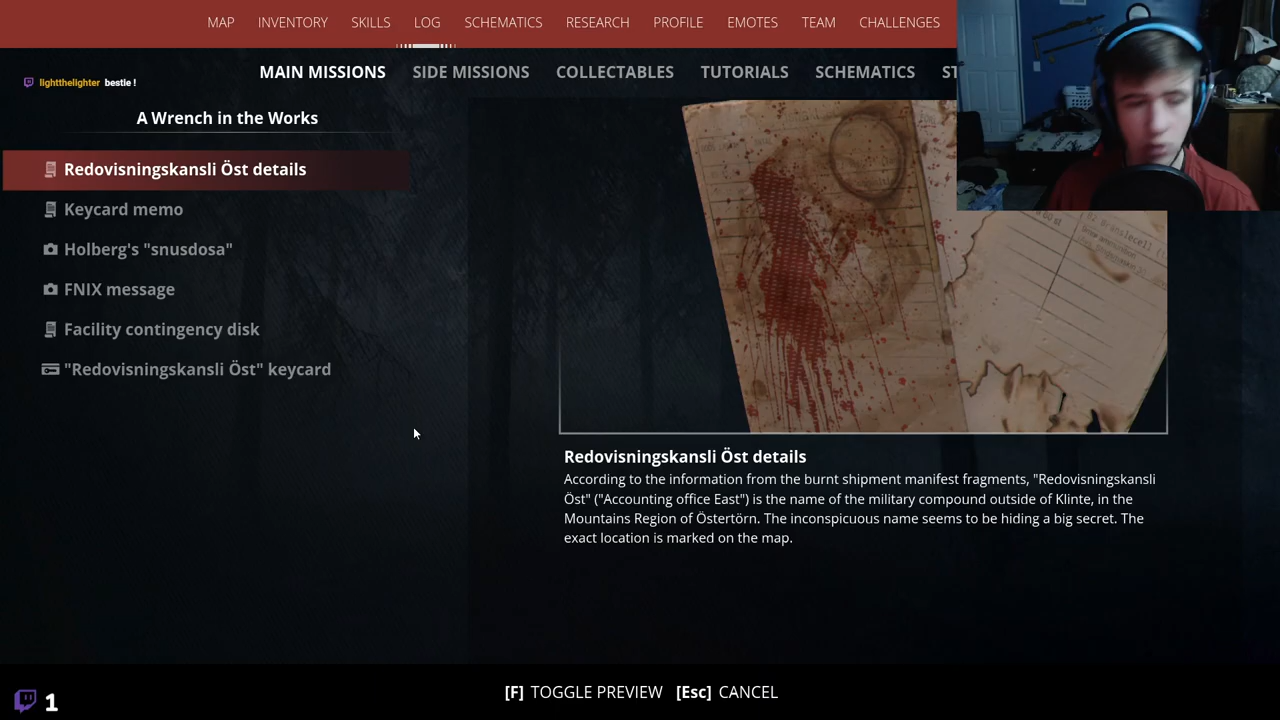 MAP INVENTORY SKILLS LOG SCHEMATICS RESEARCH PROFILE EMOTES TEAM CHALLENGES
MAIN MISSIONS SIDE MISSIONS COLLECTABLES TUTORIALS SCHEMATICS ST
lightthelighter bestie !
A Wrench in the Works
Redovisningskansli Öst details
Keycard memo
Holberg's "snusdosa"
FNIX message
Facility contingency disk
"Redovisningskansli Öst" keycard
Redovisningskansli Öst details
According to the information from the burnt shipment manifest fragments, "Redovisningskansli
Öst" ("Accounting office East") is the name of the military compound outside of Klinte, in the
Mountains Region of Östertörn. The inconspicuous name seems to be hiding a big secret. The
exact location is marked on the map.
1
[F] TOGGLE PREVIEW [Esc] CANCEL